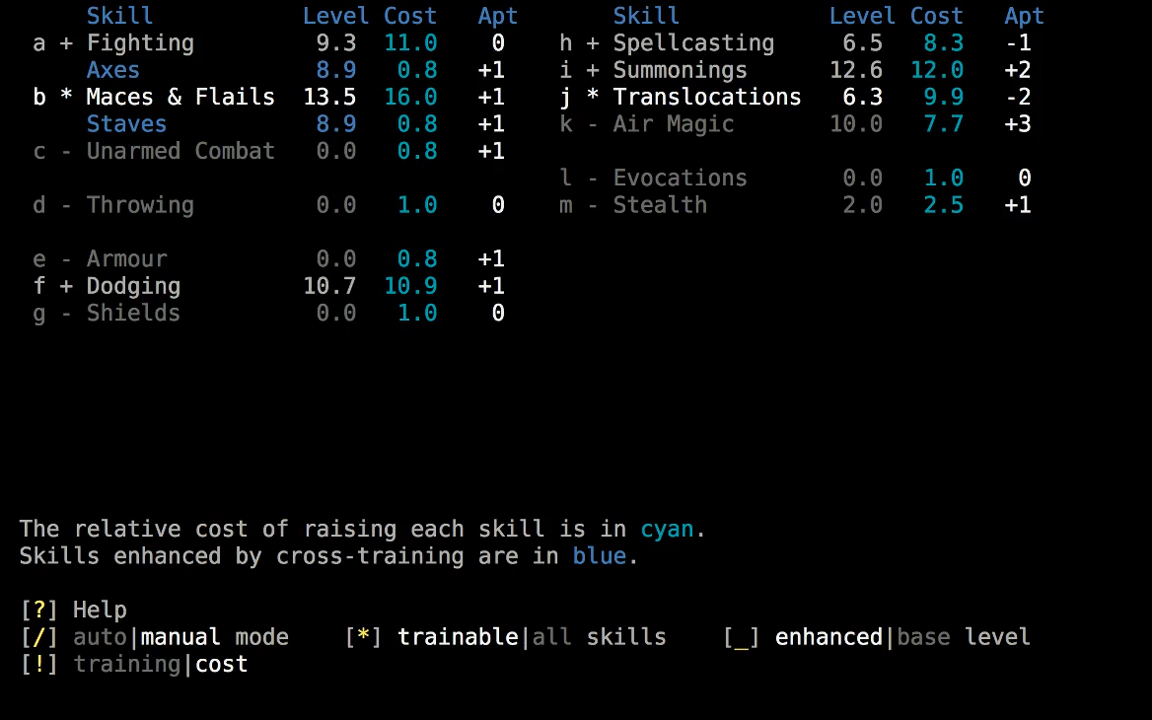 Skill Level Cost Apt Skill Level Cost Apt
a + Fighting 9.3 11.0 0 h + Spellcasting 6.5 8.3 -1
Axes 8.9 0.8 +1 i + Summonings 12.6 12.0 +2
b * Maces & Flails 13.5 16.0 +1 j * Translocations 6.3 9.9 -2
Staves 8.9 0.8 +1 k - Air Magic 10.0 7.7 +3
c - Unarmed Combat 0.0 0.8 +1
l - Evocations 0.0 1.0 0
d - Throwing 0.0 1.0 0 m - Stealth 2.0 2.5 +1
e - Armour 0.0 0.8 +1
f + Dodging 10.7 10.9 +1
g - Shields 0.0 1.0 0
The relative cost of raising each skill is in cyan.
Skills enhanced by cross-training are in blue.
[?] Help
[/] auto|manual mode [*] trainable|all skills [_] enhanced|base level
[!] training|cost